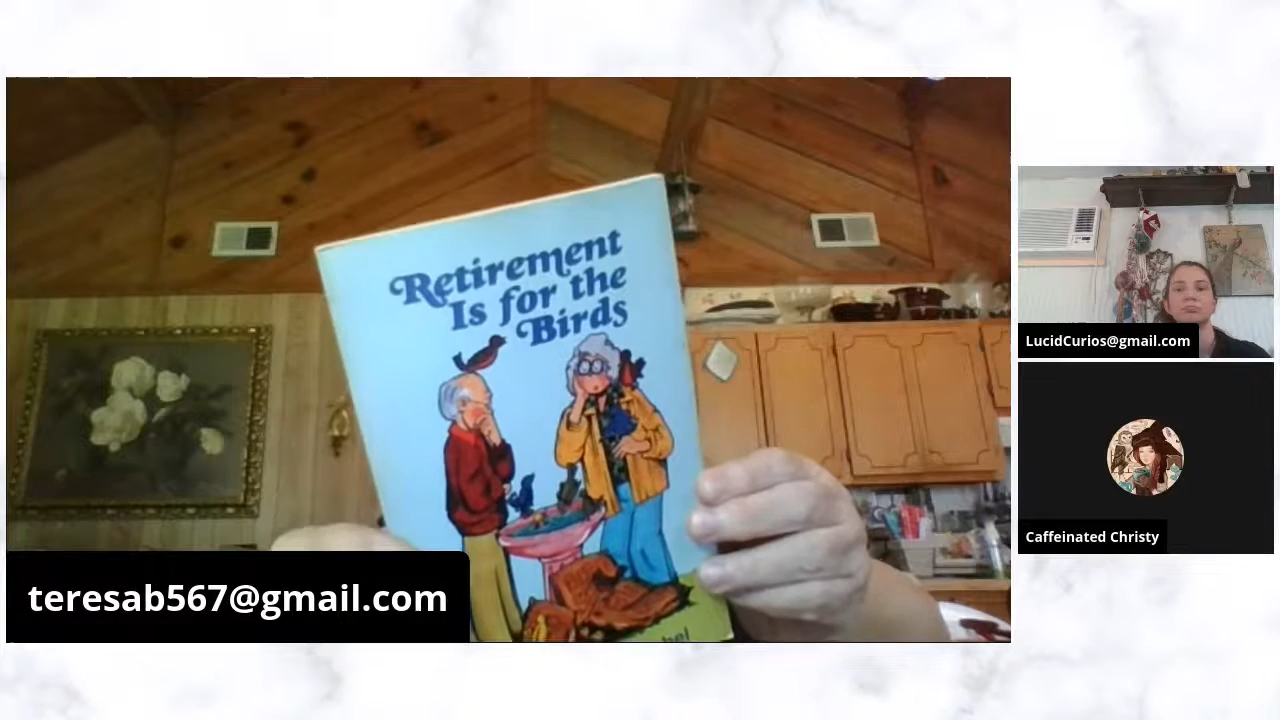 Retirement
Is for the
Birds
teresab567@gmail.com
LucidCurios@gmail.com
Caffeinated Christy